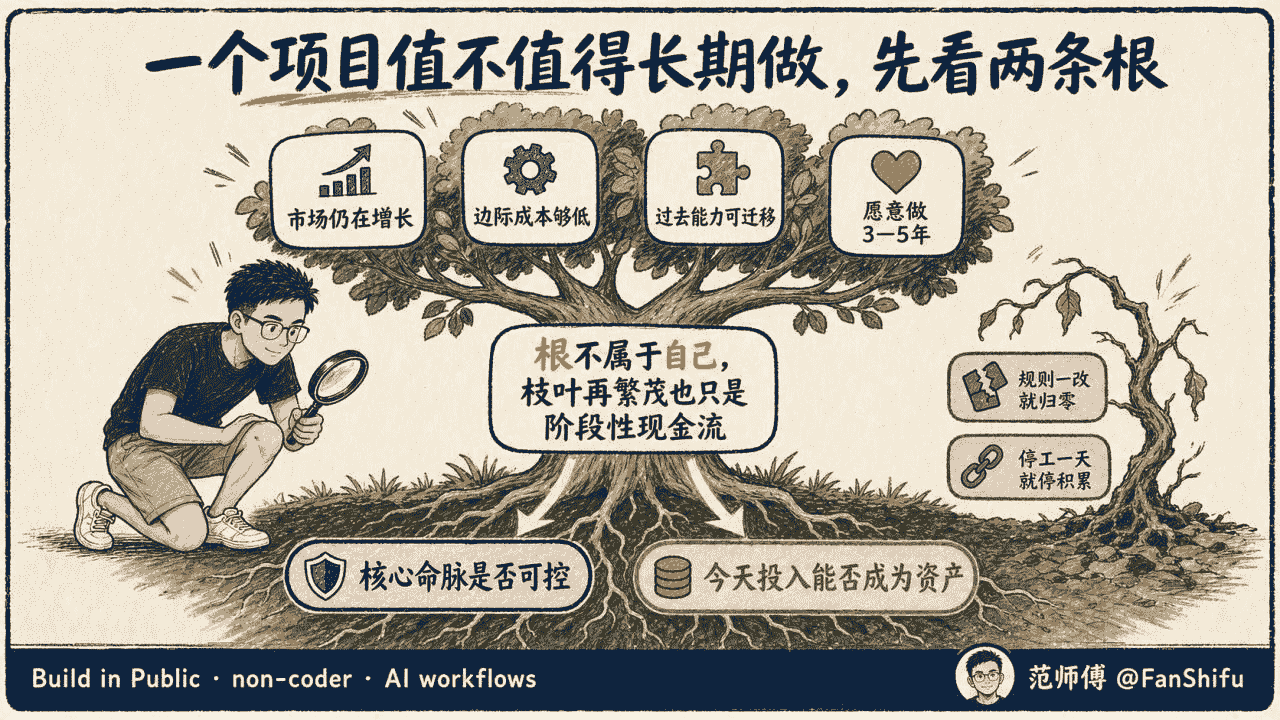 一个项目值不值得长期做，先看两条根
市场仍在增长
边际成本够低
过去能力可迁移
愿意做
3—5年
根不属于自己，
枝叶再繁茂也只是
阶段性现金流
规则一改
就归零
停工一天
就停积累
核心命脉是否可控
今天投入能否成为资产
Build in Public · non-coder · AI workflows
范师傅 @FanShifu